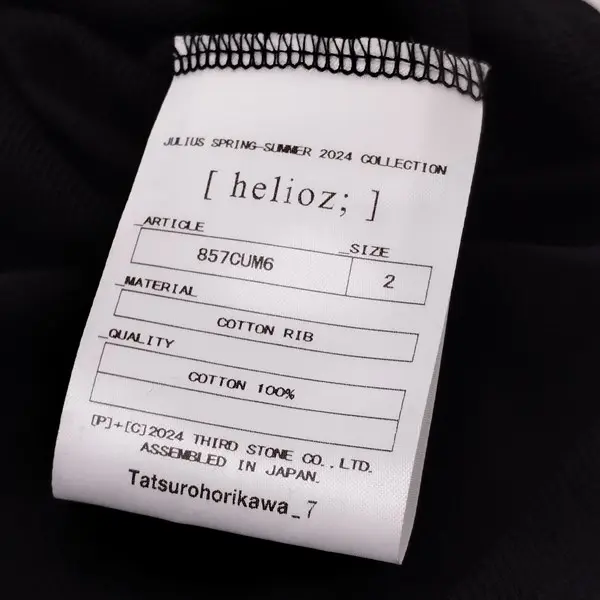 JULIUS SPRING-SUMMER 2024 COLLECTION
[ helioz; ]
_ARTICLE _SIZE
857CUM6 2
_MATERIAL
COTTON RIB
_QUALITY
COTTON 100%
[P]+[C]2024 THIRD STONE CO.,LTD.
ASSEMBLED IN JAPAN.
Tatsurohorikawa_7